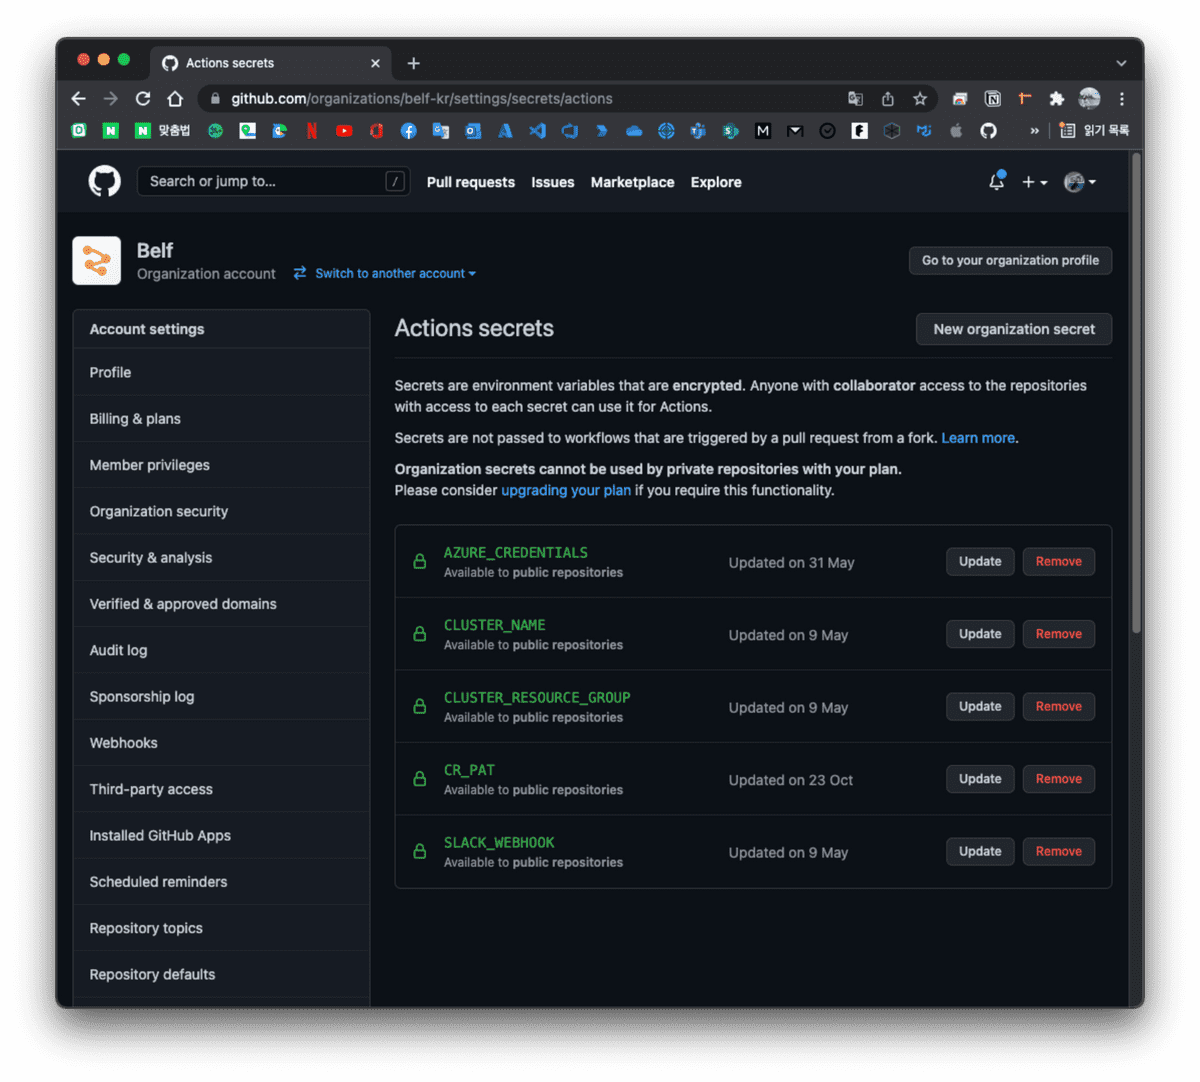 Actions secrets
github.com/organizations/belf-kr/settings/secrets/actions
맞춤법
»
읽기 목록
Search or jump to...
/
Pull requests
Issues
Marketplace
Explore
Belf
Organization account
Switch to another account
Go to your organization profile
Account settings
Profile
Billing & plans
Member privileges
Organization security
Security & analysis
Verified & approved domains
Audit log
Sponsorship log
Webhooks
Third-party access
Installed GitHub Apps
Scheduled reminders
Repository topics
Repository defaults
Actions secrets
New organization secret
Secrets are environment variables that are encrypted. Anyone with collaborator access to the repositories
with access to each secret can use it for Actions.
Secrets are not passed to workflows that are triggered by a pull request from a fork. Learn more.
Organization secrets cannot be used by private repositories with your plan.
Please consider upgrading your plan if you require this functionality.
AZURE_CREDENTIALS
Available to public repositories
Updated on 31 May
Update
Remove
CLUSTER_NAME
Available to public repositories
Updated on 9 May
Update
Remove
CLUSTER_RESOURCE_GROUP
Available to public repositories
Updated on 9 May
Update
Remove
CR_PAT
Available to public repositories
Updated on 23 Oct
Update
Remove
SLACK_WEBHOOK
Available to public repositories
Updated on 9 May
Update
Remove